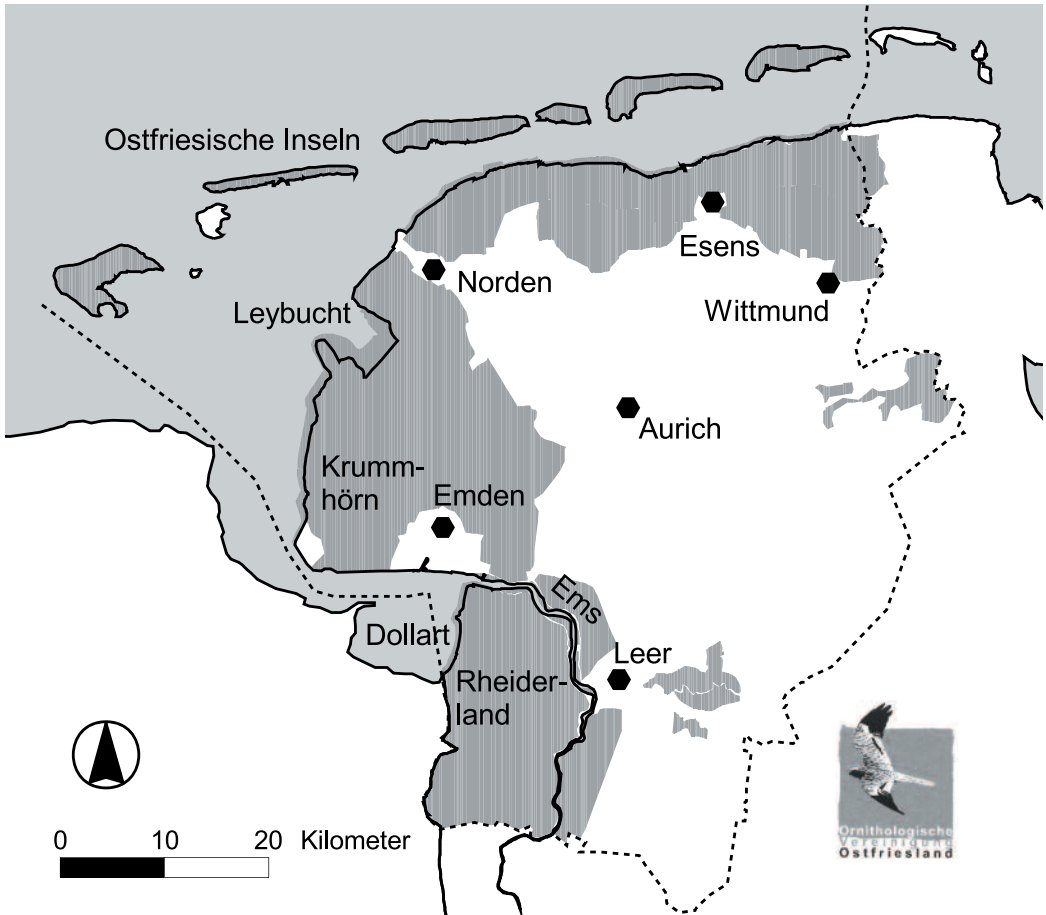 Ostfriesische Inseln
Esens
Norden
Wittmund
Leybucht
Aurich
Krumm-
hörn
Emden
Ems
Dollart
Leer
Rheider-
land
0 10 20 Kilometer
Ornithologische
Vereinigung
Ostfriesland